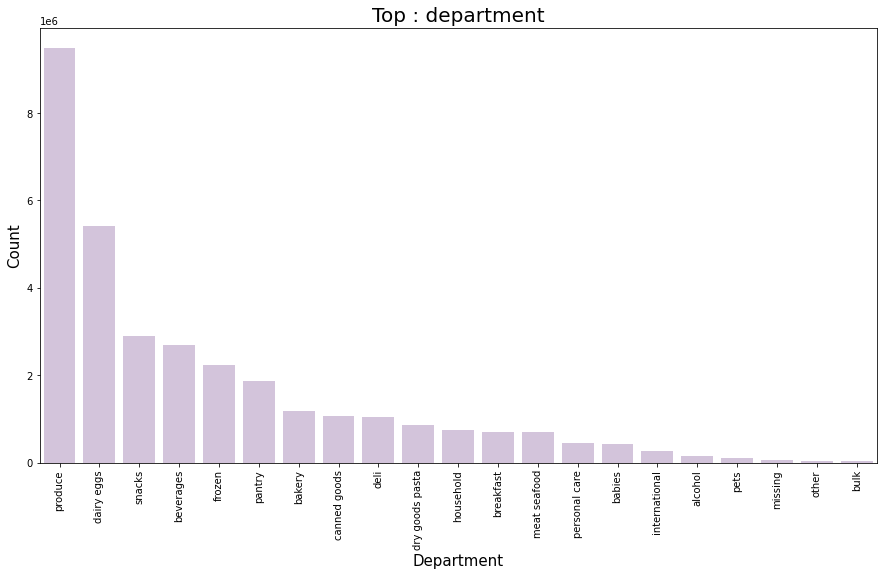 Top : department
1e6
8
6
4
2
0
Count
produce
dairy eggs
snacks
beverages
frozen
pantry
bakery
canned goods
deli
dry goods pasta
household
breakfast
meat seafood
personal care
babies
international
alcohol
pets
missing
other
bulk
Department